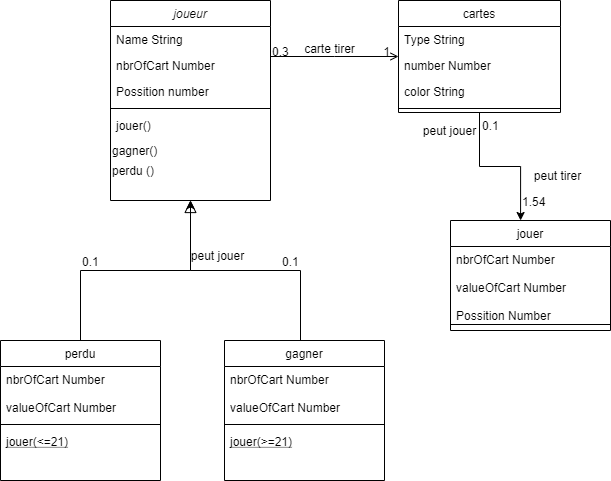 joueur
Name String
nbrOfCart Number
Possition number
jouer()
gagner()
perdu ()
0.3
carte tirer
1
cartes
Type String
number Number
color String
peut jouer
0.1
peut tirer
1.54
jouer
nbrOfCart Number
valueOfCart Number
Possition Number
peut jouer
0.1
0.1
perdu
nbrOfCart Number
valueOfCart Number
jouer(<=21)
gagner
nbrOfCart Number
valueOfCart Number
jouer(>=21)